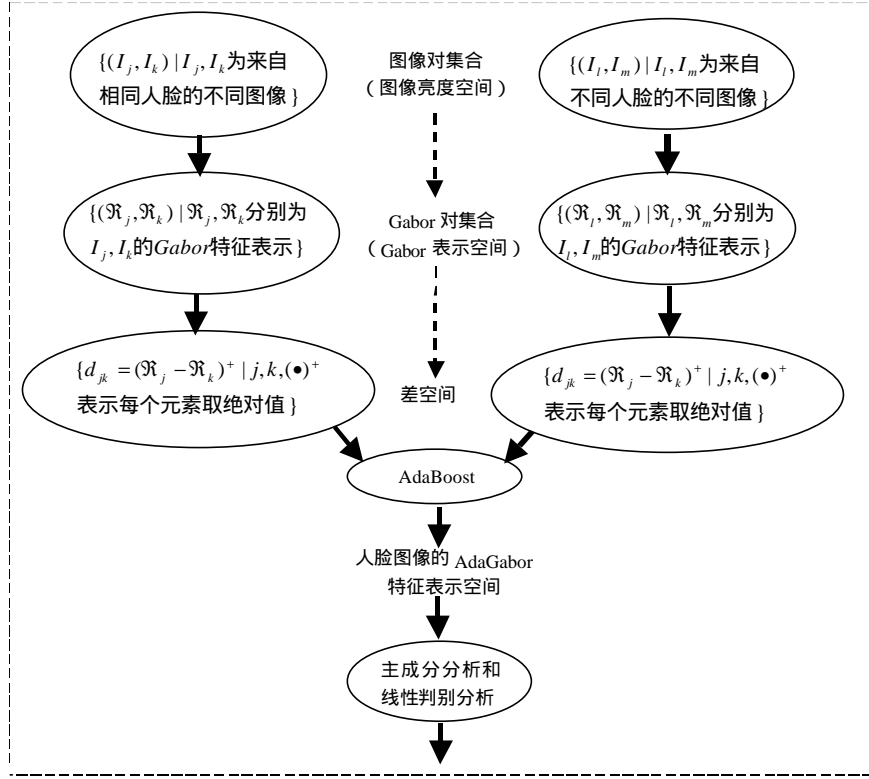 {(I_j, I_k) | I_j, I_k为来自
相同人脸的不同图像}
图像对集合
（图像亮度空间）
{(I_l, I_m) | I_l, I_m为来自
不同人脸的不同图像}
{(ℜ_j, ℜ_k) | ℜ_j, ℜ_k分别为
I_j, I_k的Gabor特征表示}
Gabor 对集合
（Gabor 表示空间）
{(ℜ_l, ℜ_m) | ℜ_l, ℜ_m分别为
I_l, I_m的Gabor特征表示}
{d_jk = (ℜ_j − ℜ_k)⁺ | j, k, (•)⁺
表示每个元素取绝对值}
差空间
{d_jk = (ℜ_j − ℜ_k)⁺ | j, k, (•)⁺
表示每个元素取绝对值}
AdaBoost
人脸图像的 AdaGabor
特征表示空间
主成分分析和
线性判别分析